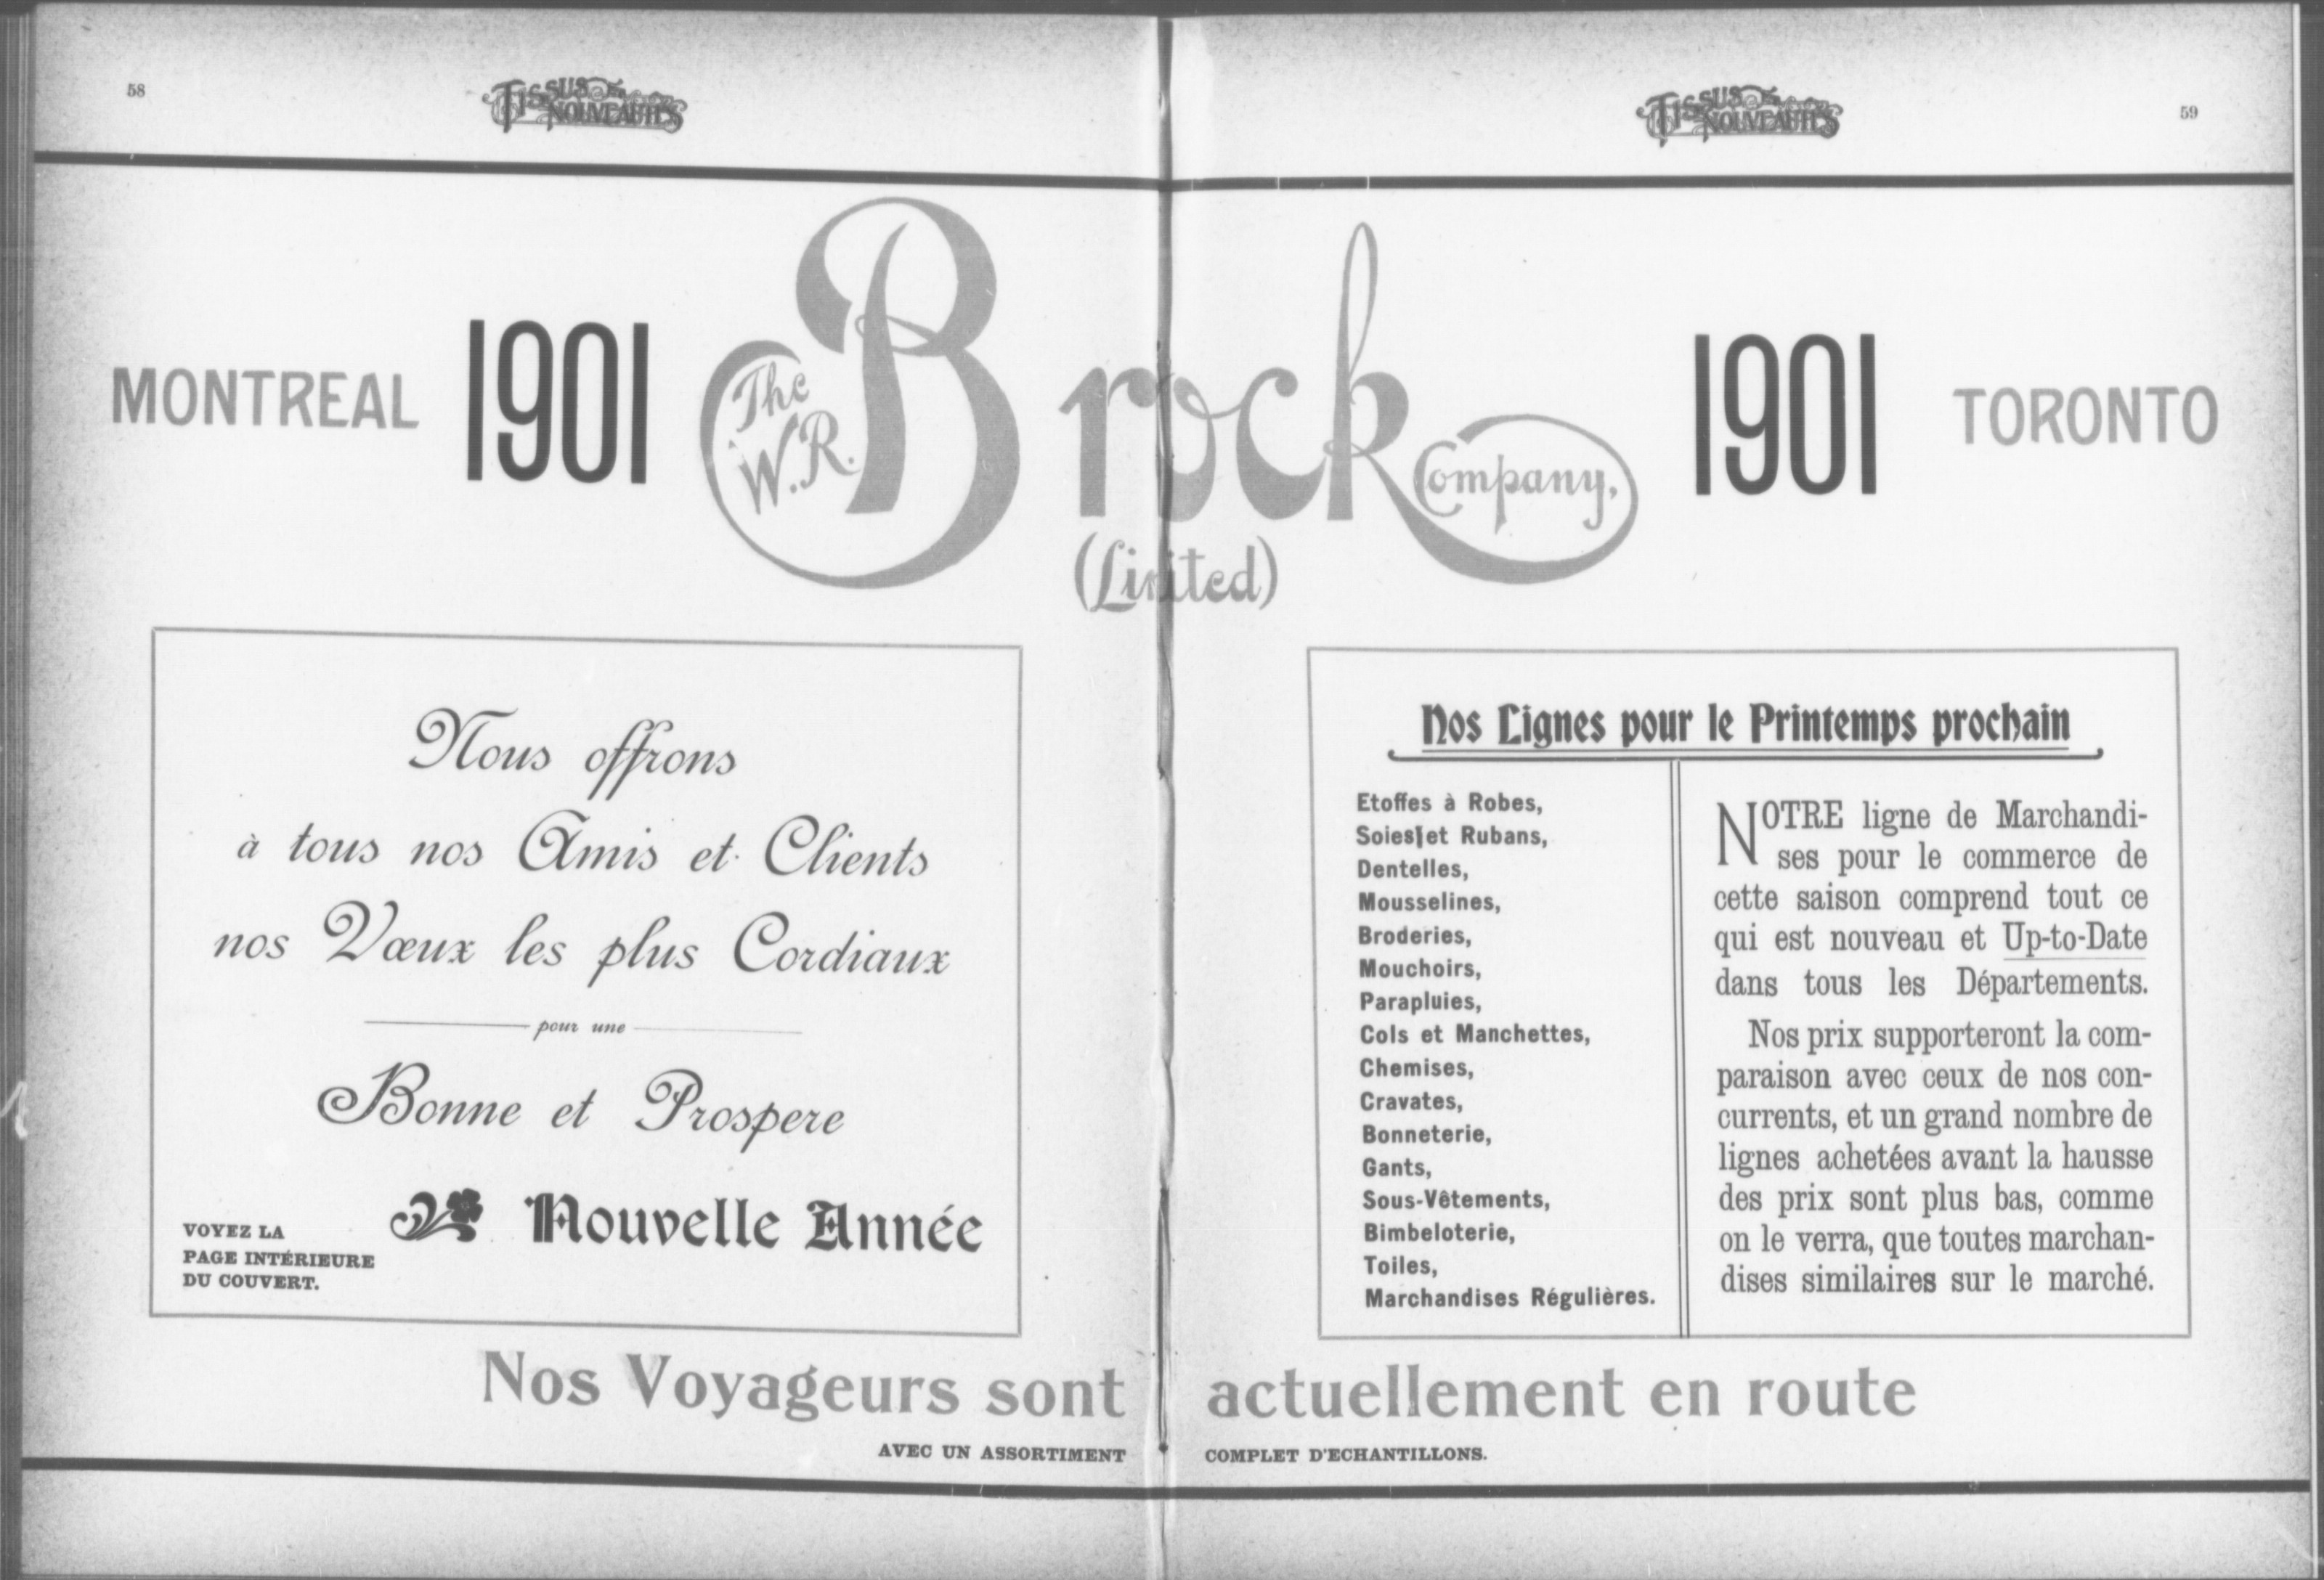 58
TISSUS & NOUVEAUTÉS
TISSUS & NOUVEAUTÉS
59
MONTREAL 1901 The W.R. Brock Company, 1901 TORONTO
(Limited)
Nous offrons
à tous nos Amis et Clients
nos Vœux les plus Cordiaux
pour une
Bonne et Prospere
Nouvelle Année
VOYEZ LA
PAGE INTÉRIEURE
DU COUVERT.
Nos Lignes pour le Printemps prochain
Etoffes à Robes,
Soies et Rubans,
Dentelles,
Mousselines,
Broderies,
Mouchoirs,
Parapluies,
Cols et Manchettes,
Chemises,
Cravates,
Bonneterie,
Gants,
Sous-Vêtements,
Bimbeloterie,
Toiles,
Marchandises Régulières.
NOTRE ligne de Marchandi-
ses pour le commerce de
cette saison comprend tout ce
qui est nouveau et Up-to-Date
dans tous les Départements.
Nos prix supporteront la com-
paraison avec ceux de nos con-
currents, et un grand nombre de
lignes achetées avant la hausse
des prix sont plus bas, comme
on le verra, que toutes marchan-
dises similaires sur le marché.
Nos Voyageurs sont actuellement en route
AVEC UN ASSORTIMENT COMPLET D'ECHANTILLONS.